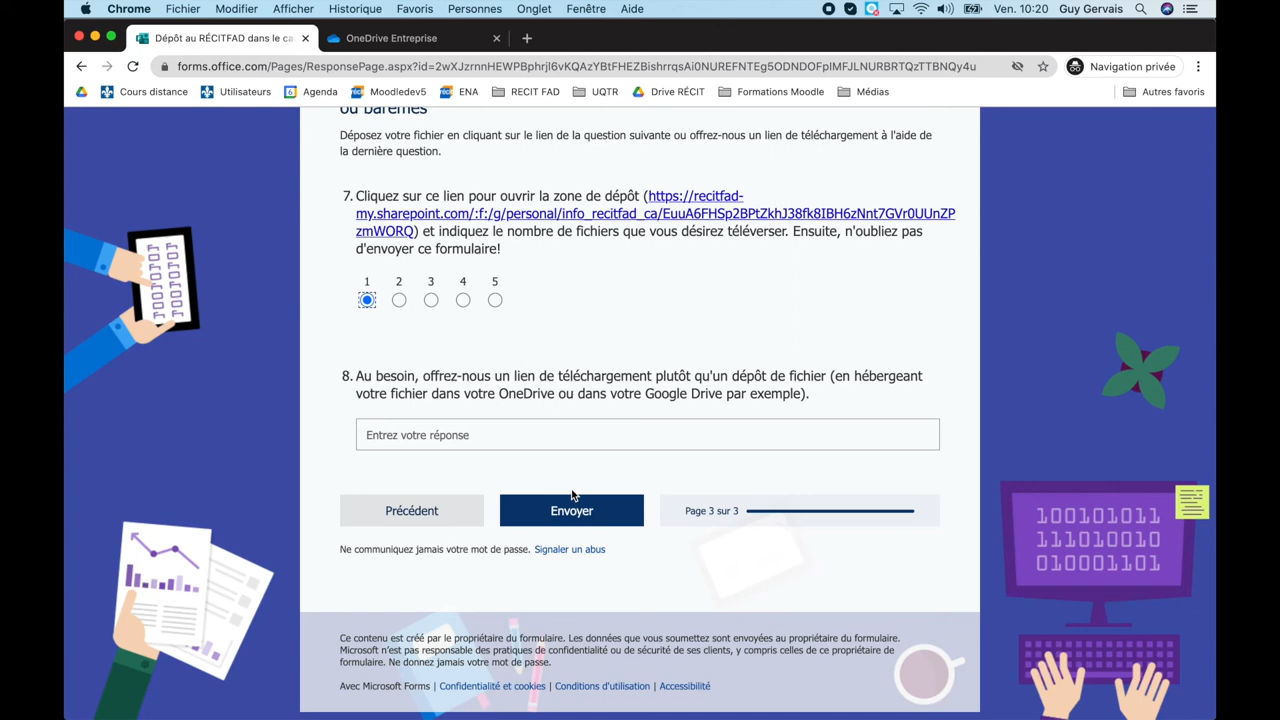 Chrome Fichier Modifier Afficher Historique Favoris Personnes Onglet Fenêtre Aide Ven. 10:20 Guy Gervais
Dépôt au RÉCITFAD dans le ca OneDrive Entreprise
forms.office.com/Pages/ResponsePage.aspx?id=2wXJzrnnHEWPBphrjl6vKQAzYBtFHEZBishrrqsAi0NUREFNTEg5ODNDOFpIMFJLNURBRTQzTTBNQy4u Navigation privée
Cours distance Utilisateurs Agenda Moodledev5 ENA RECIT FAD UQTR Drive RÉCIT Formations Moodle Médias Autres favoris
ou barèmes
Déposez votre fichier en cliquant sur le lien de la question suivante ou offrez-nous un lien de téléchargement à l'aide de
la dernière question.
7. Cliquez sur ce lien pour ouvrir la zone de dépôt (https://recitfad-
my.sharepoint.com/:f:/g/personal/info_recitfad_ca/EuuA6FHSp2BPtZkhJ38fk8IBH6zNnt7GVr0UUnZP
zmWORQ) et indiquez le nombre de fichiers que vous désirez téléverser. Ensuite, n'oubliez pas
d'envoyer ce formulaire!
1 2 3 4 5
8. Au besoin, offrez-nous un lien de téléchargement plutôt qu'un dépôt de fichier (en hébergeant
votre fichier dans votre OneDrive ou dans votre Google Drive par exemple).
Entrez votre réponse
Précédent Envoyer Page 3 sur 3
Ne communiquez jamais votre mot de passe. Signaler un abus
100101011
111010010
010001101
Ce contenu est créé par le propriétaire du formulaire. Les données que vous soumettez sont envoyées au propriétaire du formulaire.
Microsoft n'est pas responsable des pratiques de confidentialité ou de sécurité de ses clients, y compris celles de ce propriétaire de
formulaire. Ne donnez jamais votre mot de passe.
Avec Microsoft Forms | Confidentialité et cookies | Conditions d'utilisation | Accessibilité